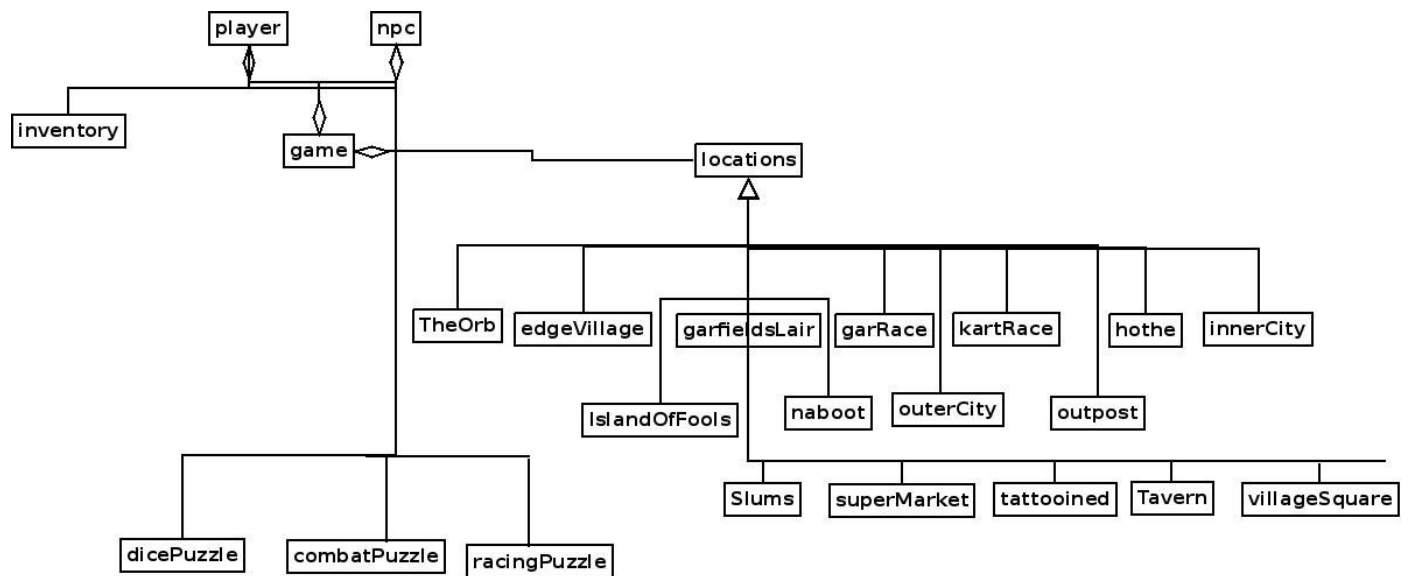 player
npc
inventory
game
locations
TheOrb
edgeVillage
garfieldsLair
garRace
kartRace
hothe
innerCity
IslandOfFools
naboot
outerCity
outpost
Slums
superMarket
tattooined
Tavern
villageSquare
dicePuzzle
combatPuzzle
racingPuzzle